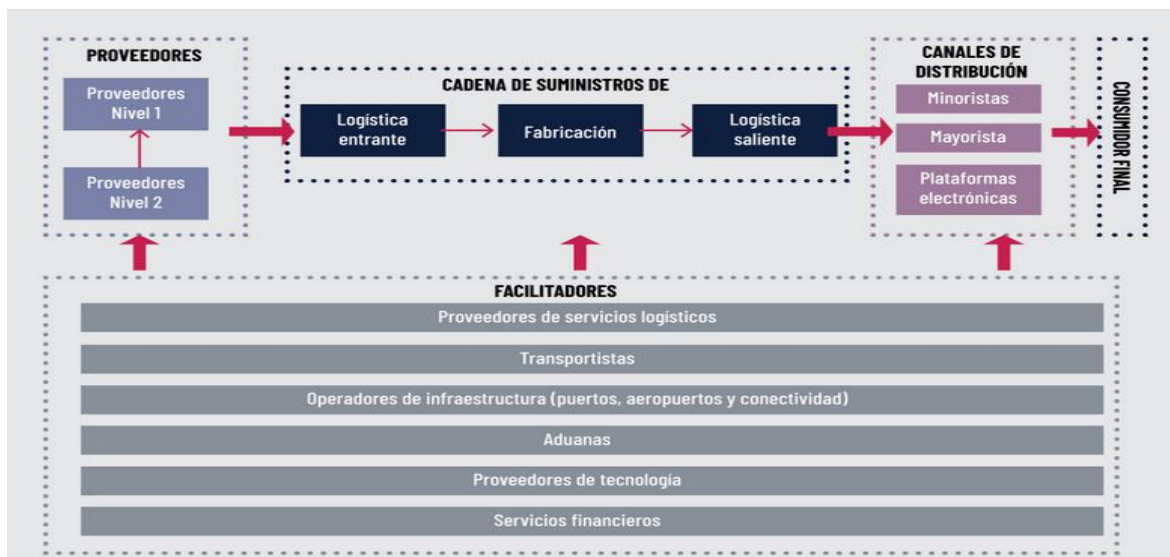 PROVEEDORES
Proveedores
Nivel 1
Proveedores
Nivel 2
CADENA DE SUMINISTROS DE
Logística
entrante
Fabricación
Logística
saliente
CANALES DE
DISTRIBUCIÓN
Minoristas
Mayorista
Plataformas
electrónicas
CONSUMIDOR FINAL
FACILITADORES
Proveedores de servicios logísticos
Transportistas
Operadores de infraestructura (puertos, aeropuertos y conectividad)
Aduanas
Proveedores de tecnología
Servicios financieros